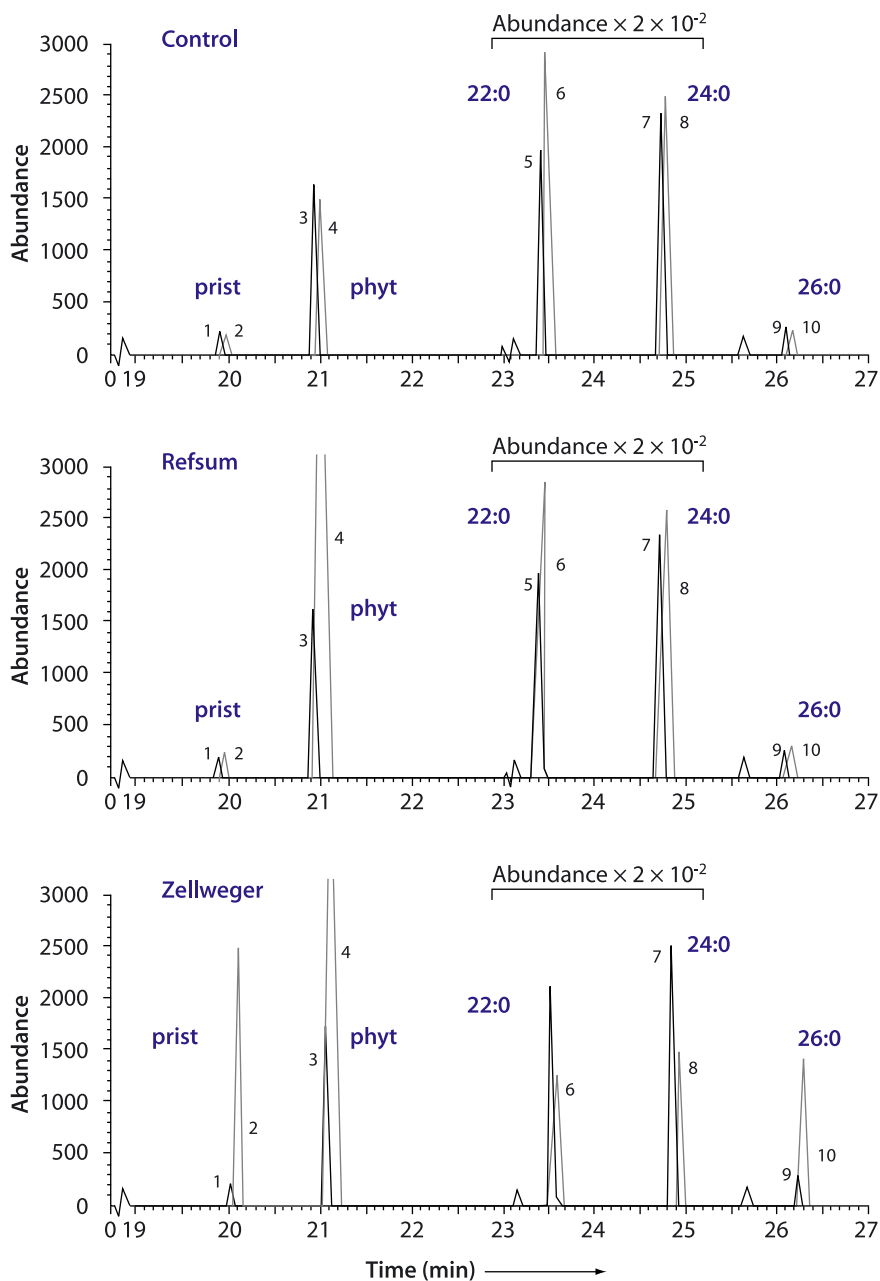 Abundance × 2 × 10-2
3000 Control
2500 22:0 6 24:0
2000 7 8
5
1500 3 4
1000
500 prist phyt 26:0
1 2 9 10
0
0 19 20 21 22 23 24 25 26 27
Abundance
Abundance × 2 × 10-2
3000 Refsum
2500 4 22:0 24:0
2000 5 6 7 8
1500 3 phyt
1000
500 prist 26:0
1 2 9 10
0
0 19 20 21 22 23 24 25 26 27
Abundance
Abundance × 2 × 10-2
3000 Zellweger
2500 4 7 24:0
2000 22:0
1500 prist 3 phyt 26:0
1000 6 8
500 2 10
1 9
0
0 19 20 21 22 23 24 25 26 27
Abundance
Time (min)